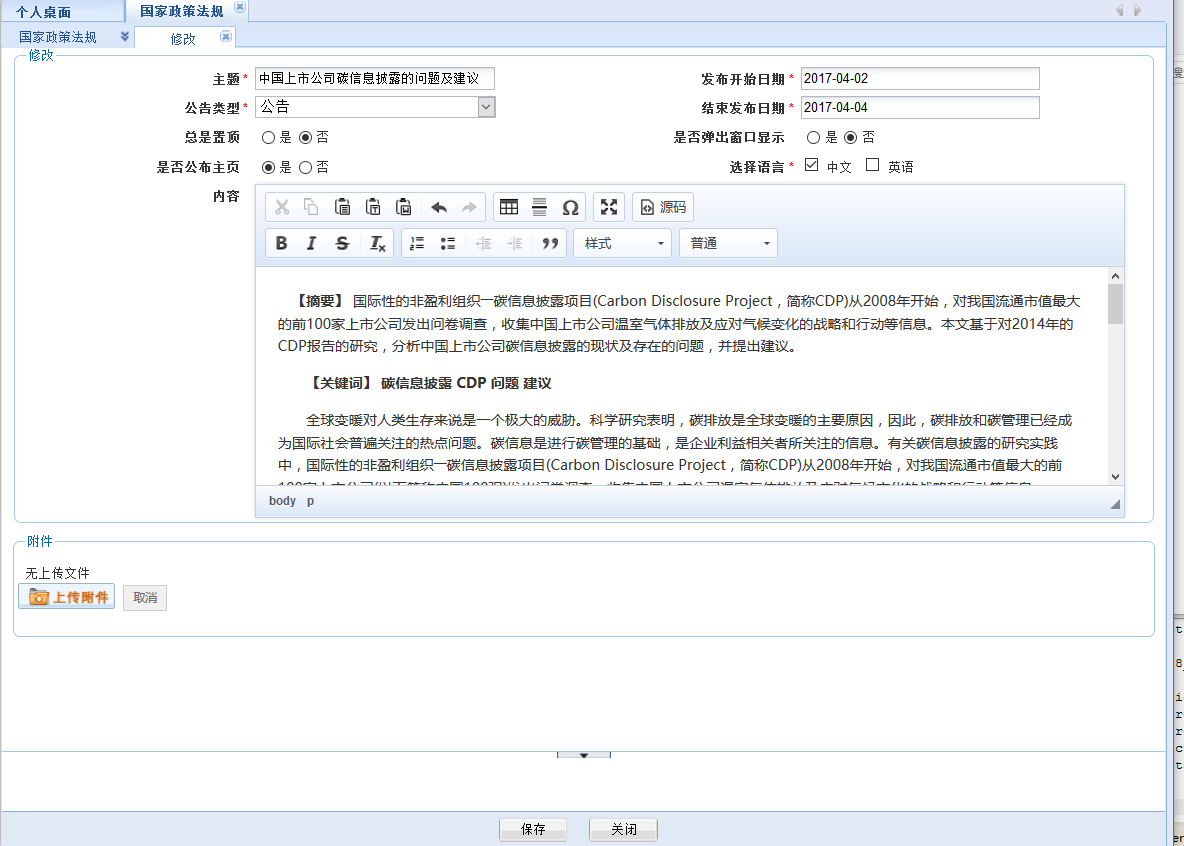 个人桌面 国家政策法规
国家政策法规 修改
修改
主题* 中国上市公司碳信息披露的问题及建议 发布开始日期* 2017-04-02
公告类型* 公告 结束发布日期* 2017-04-04
总是置顶 是 否 是否弹出窗口显示 是 否
是否公布主页 是 否 选择语言* 中文 英语
内容
源码
B I S Tx 样式 普通
【摘要】 国际性的非盈利组织一碳信息披露项目(Carbon Disclosure Project，简称CDP)从2008年开始，对我国流通市值最大
的前100家上市公司发出问卷调查，收集中国上市公司温室气体排放及应对气候变化的战略和行动等信息。本文基于对2014年的
CDP报告的研究，分析中国上市公司碳信息披露的现状及存在的问题，并提出建议。
【关键词】 碳信息披露 CDP 问题 建议
全球变暖对人类生存来说是一个极大的威胁。科学研究表明，碳排放是全球变暖的主要原因，因此，碳排放和碳管理已经成
为国际社会普遍关注的热点问题。碳信息是进行碳管理的基础，是企业利益相关者所关注的信息。有关碳信息披露的研究实践
中，国际性的非盈利组织一碳信息披露项目(Carbon Disclosure Project，简称CDP)从2008年开始，对我国流通市值最大的前
body p
附件
无上传文件
上传附件 取消
保存 关闭